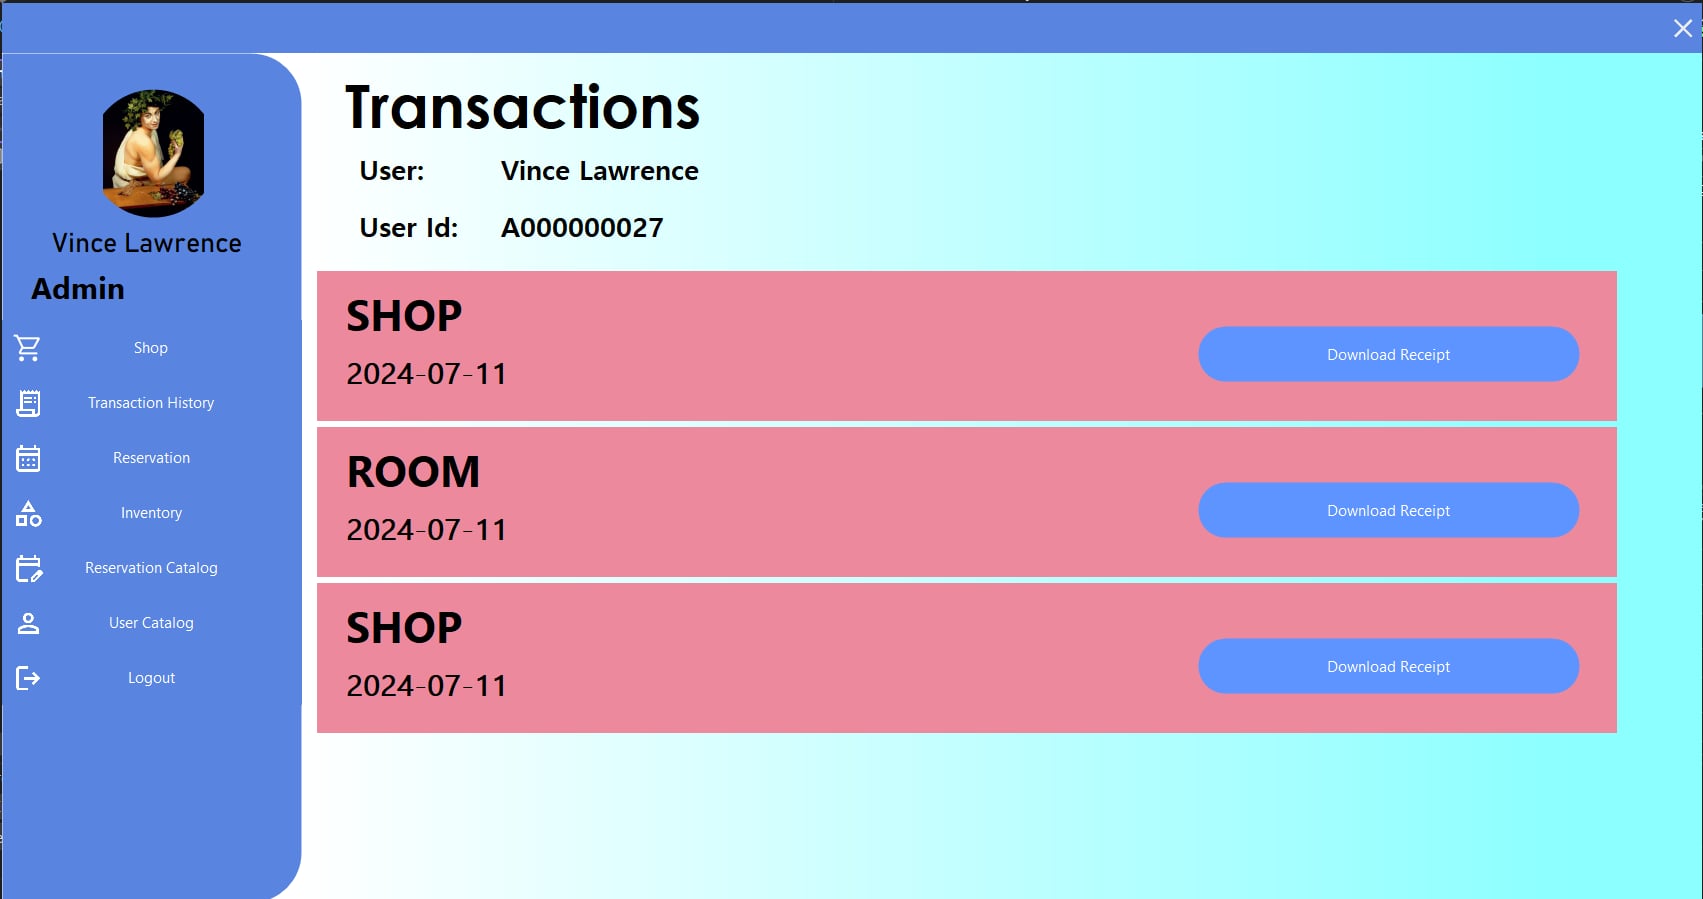 Vince Lawrence
Admin
Shop
Transaction History
Reservation
Inventory
Reservation Catalog
User Catalog
Logout
Transactions
User: Vince Lawrence
User Id: A000000027
SHOP
2024-07-11
Download Receipt
ROOM
2024-07-11
Download Receipt
SHOP
2024-07-11
Download Receipt